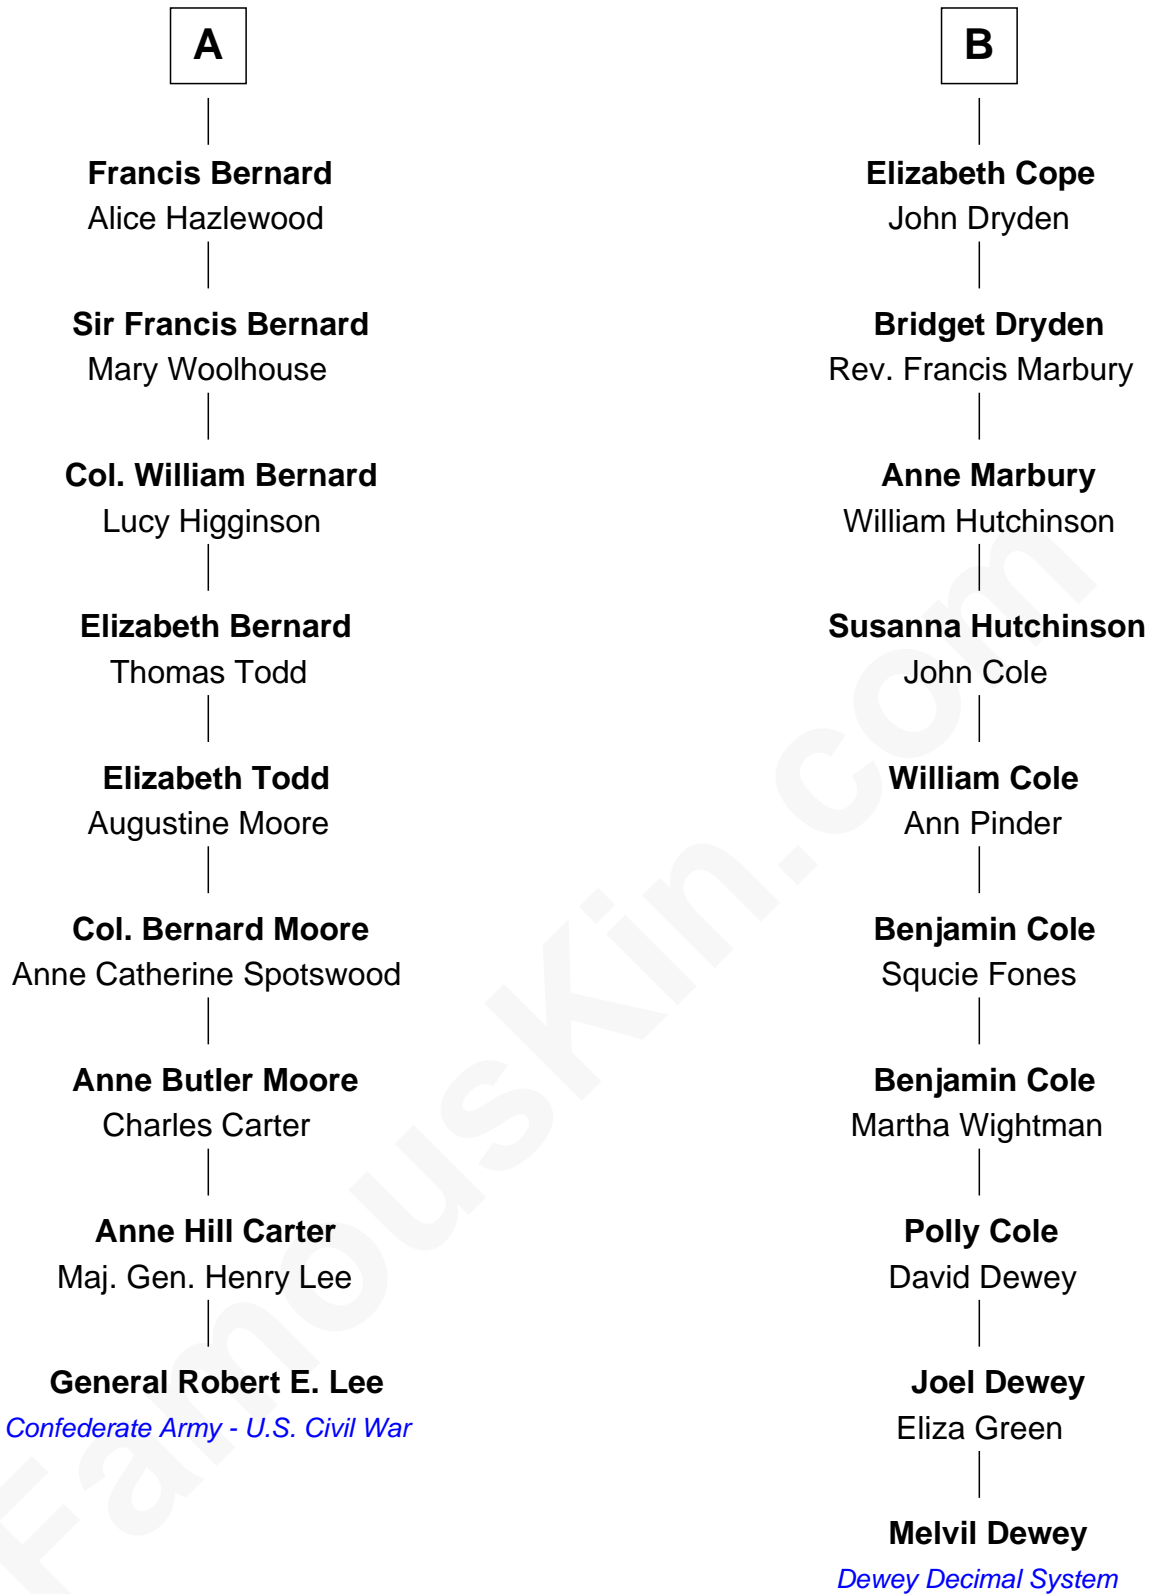 A
Francis Bernard
Alice Hazlewood
Sir Francis Bernard
Mary Woolhouse
Col. William Bernard
Lucy Higginson
Elizabeth Bernard
Thomas Todd
Elizabeth Todd
Augustine Moore
Col. Bernard Moore
Anne Catherine Spotswood
Anne Butler Moore
Charles Carter
Anne Hill Carter
Maj. Gen. Henry Lee
General Robert E. Lee
Confederate Army - U.S. Civil War
B
Elizabeth Cope
John Dryden
Bridget Dryden
Rev. Francis Marbury
Anne Marbury
William Hutchinson
Susanna Hutchinson
John Cole
William Cole
Ann Pinder
Benjamin Cole
Squcie Fones
Benjamin Cole
Martha Wightman
Polly Cole
David Dewey
Joel Dewey
Eliza Green
Melvil Dewey
Dewey Decimal System
FamousKin.com